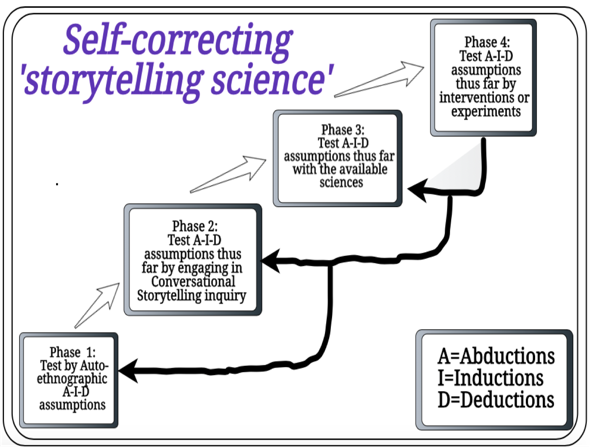 Self-correcting
'storytelling science'
Phase 4:
Test A-I-D
assumptions
thus far by
interventions or
experiments
Phase 3:
Test A-I-D
assumptions thus far
with the available
sciences
Phase 2:
Test A-I-D
assumptions thus
far by engaging in
Conversational
Storytelling inquiry
Phase 1:
Test by Auto-
ethnographic
A-I-D
assumptions
A=Abductions
I=Inductions
D=Deductions